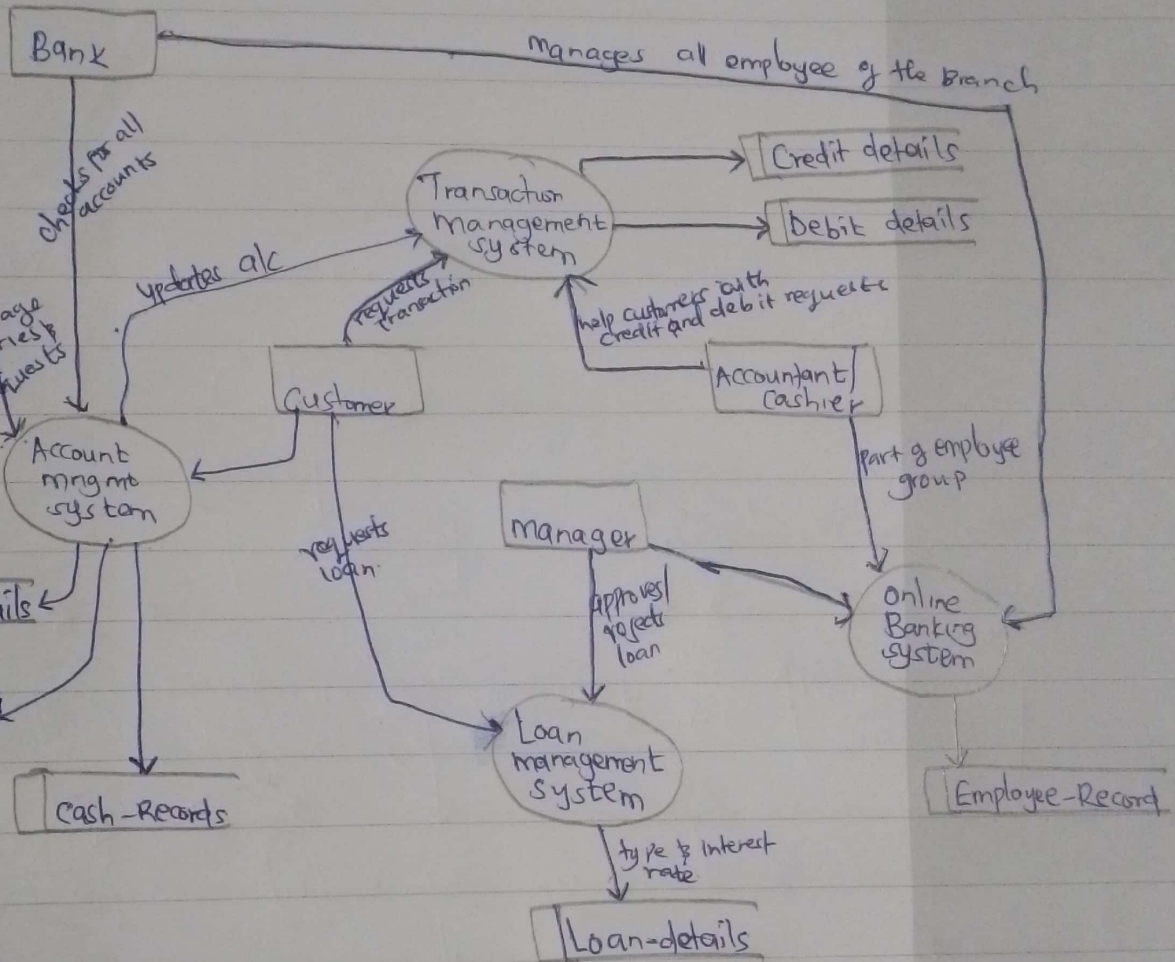 Bank
manages all employee of the Branch
checks for all
accounts
Credit details
Transaction
management
system
Debit details
updates a/c
requests
Transaction
help customers with
credit and debit requests
Customer
Accountant/
Cashier
Account
mngmt
system
part of employee
group
manager
requests
loan
approves/
rejects
loan
online
Banking
system
ils
Loan
management
system
Cash-Records
Employee-Record
type & interest
rate
Loan-details